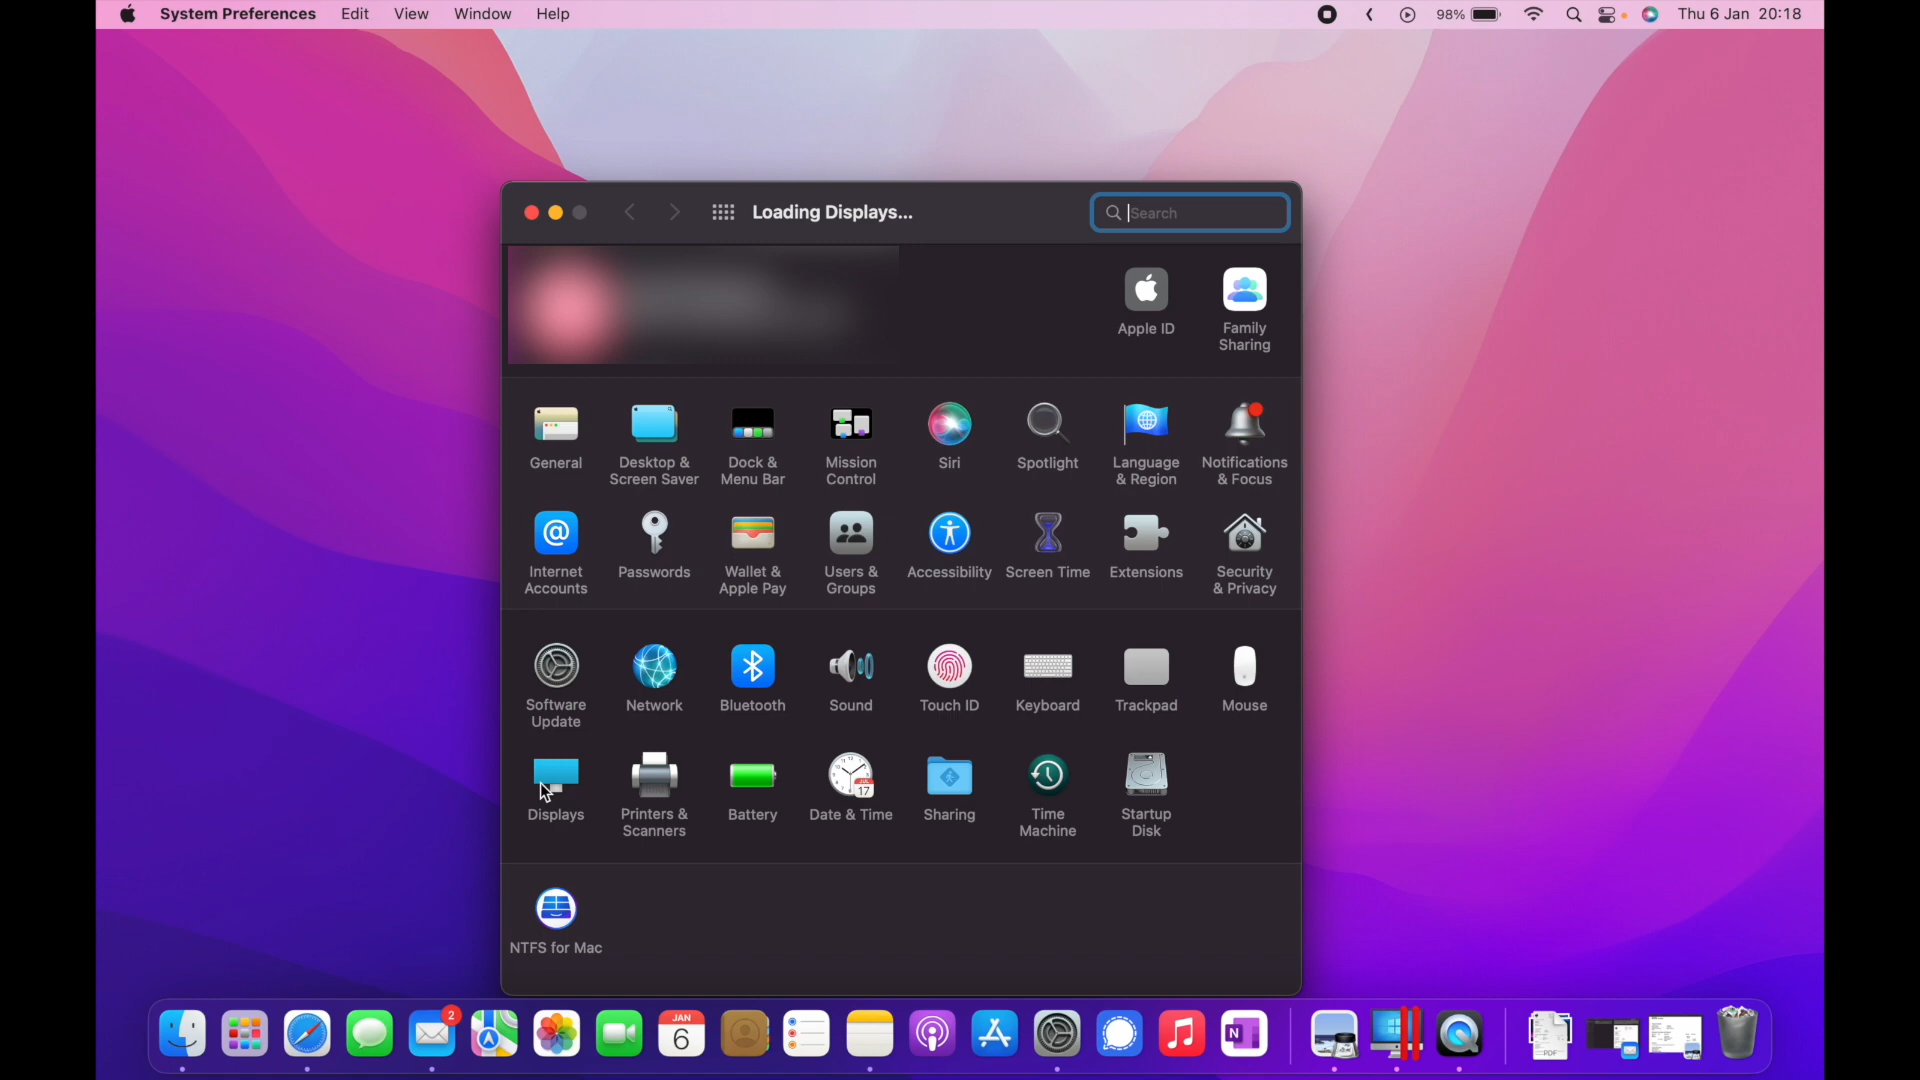 System Preferences Edit View Window Help 98% Thu 6 Jan 20:18
Loading Displays... Search
Apple ID Family
Sharing
General Desktop & Dock & Mission Siri Spotlight Language Notifications
Screen Saver Menu Bar Control & Region & Focus
Internet Passwords Wallet & Users & Accessibility Screen Time Extensions Security
Accounts Apple Pay Groups & Privacy
JUL
17
Software Network Bluetooth Sound Touch ID Keyboard Trackpad Mouse
Update
Displays Printers & Battery Date & Time Sharing Time Startup
Scanners Machine Disk
NTFS for Mac
2
JAN
6
N
PDF